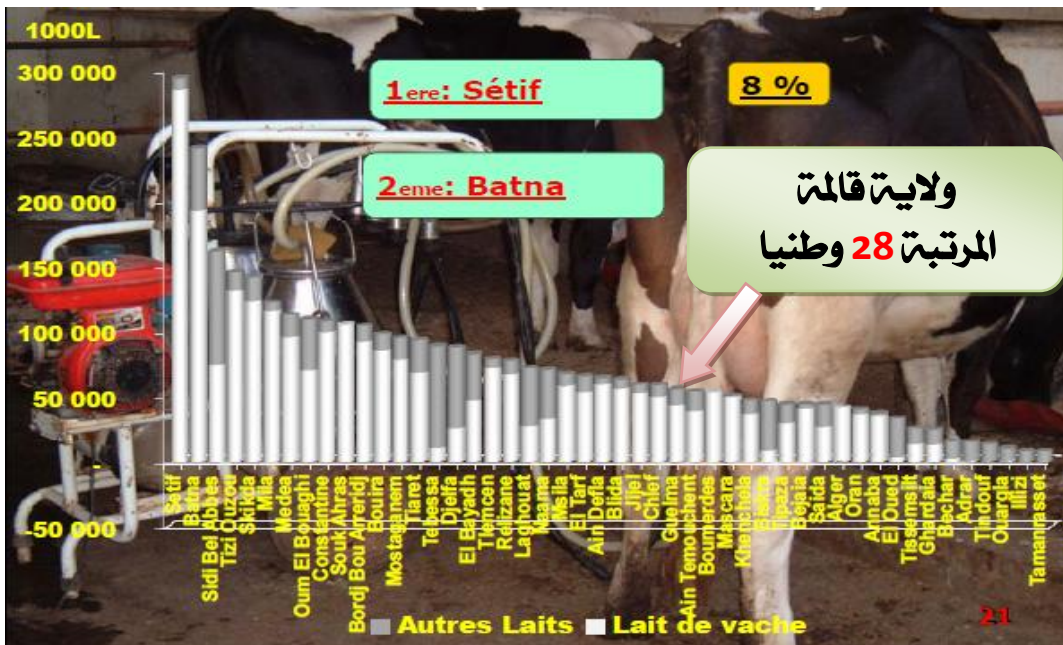 1000L
300 000
250 000
200 000
150 000
100 000
50 000
-
-50 000
1ere: Sétif
2eme: Batna
8 %
ولاية قالمة
المرتبة 28 وطنيا
Setif
Batna
Sidi Bel Abbes
Tizi Ouzou
Skikda
Mila
Medea
Oum El Bouaghi
Constantine
Souk Ahras
Bordj Bou Arreridj
Bouira
Mostaganem
Tiaret
Tebessa
Djelfa
El Bayadh
Tlemcen
Relizane
Laghouat
Naama
Msila
El Tarf
Ain Defla
Blida
Jijel
Chlef
Guelma
Ain Temouchent
Boumerdes
Mascara
Khenchela
Biskra
Tipaza
Bejaia
Saida
Alger
Oran
Annaba
El Oued
Tissemsilt
Ghardaia
Bachar
Adrar
Tindouf
Ouargla
Illizi
Tamanrasset
Autres Laits
Lait de vache
21